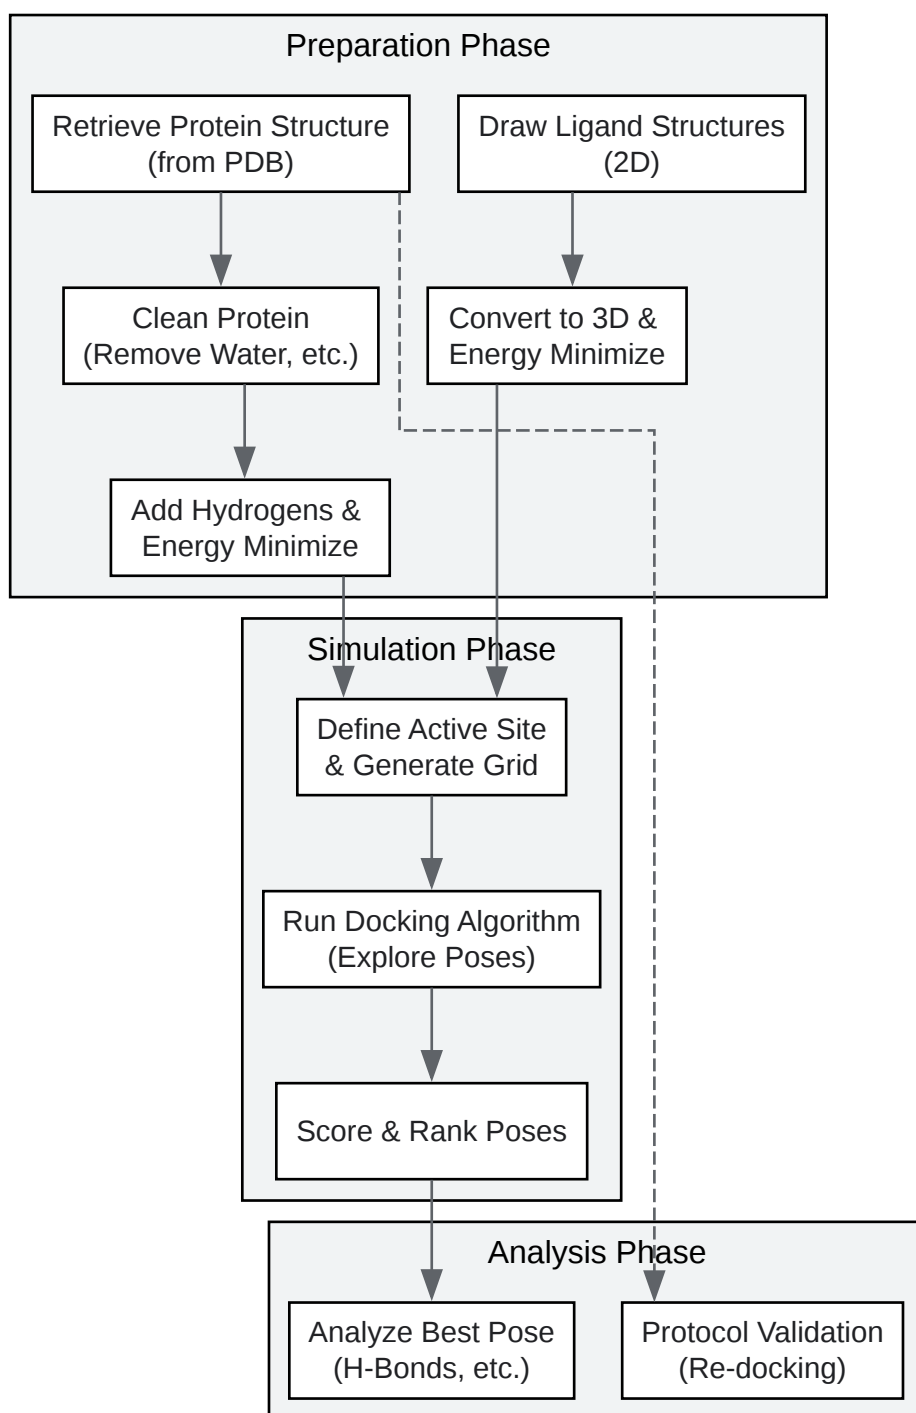 Preparation Phase
Retrieve Protein Structure
(from PDB)
Draw Ligand Structures
(2D)
Clean Protein
(Remove Water, etc.)
Convert to 3D &
Energy Minimize
Add Hydrogens &
Energy Minimize
Simulation Phase
Define Active Site
& Generate Grid
Run Docking Algorithm
(Explore Poses)
Score & Rank Poses
Analysis Phase
Analyze Best Pose
(H-Bonds, etc.)
Protocol Validation
(Re-docking)